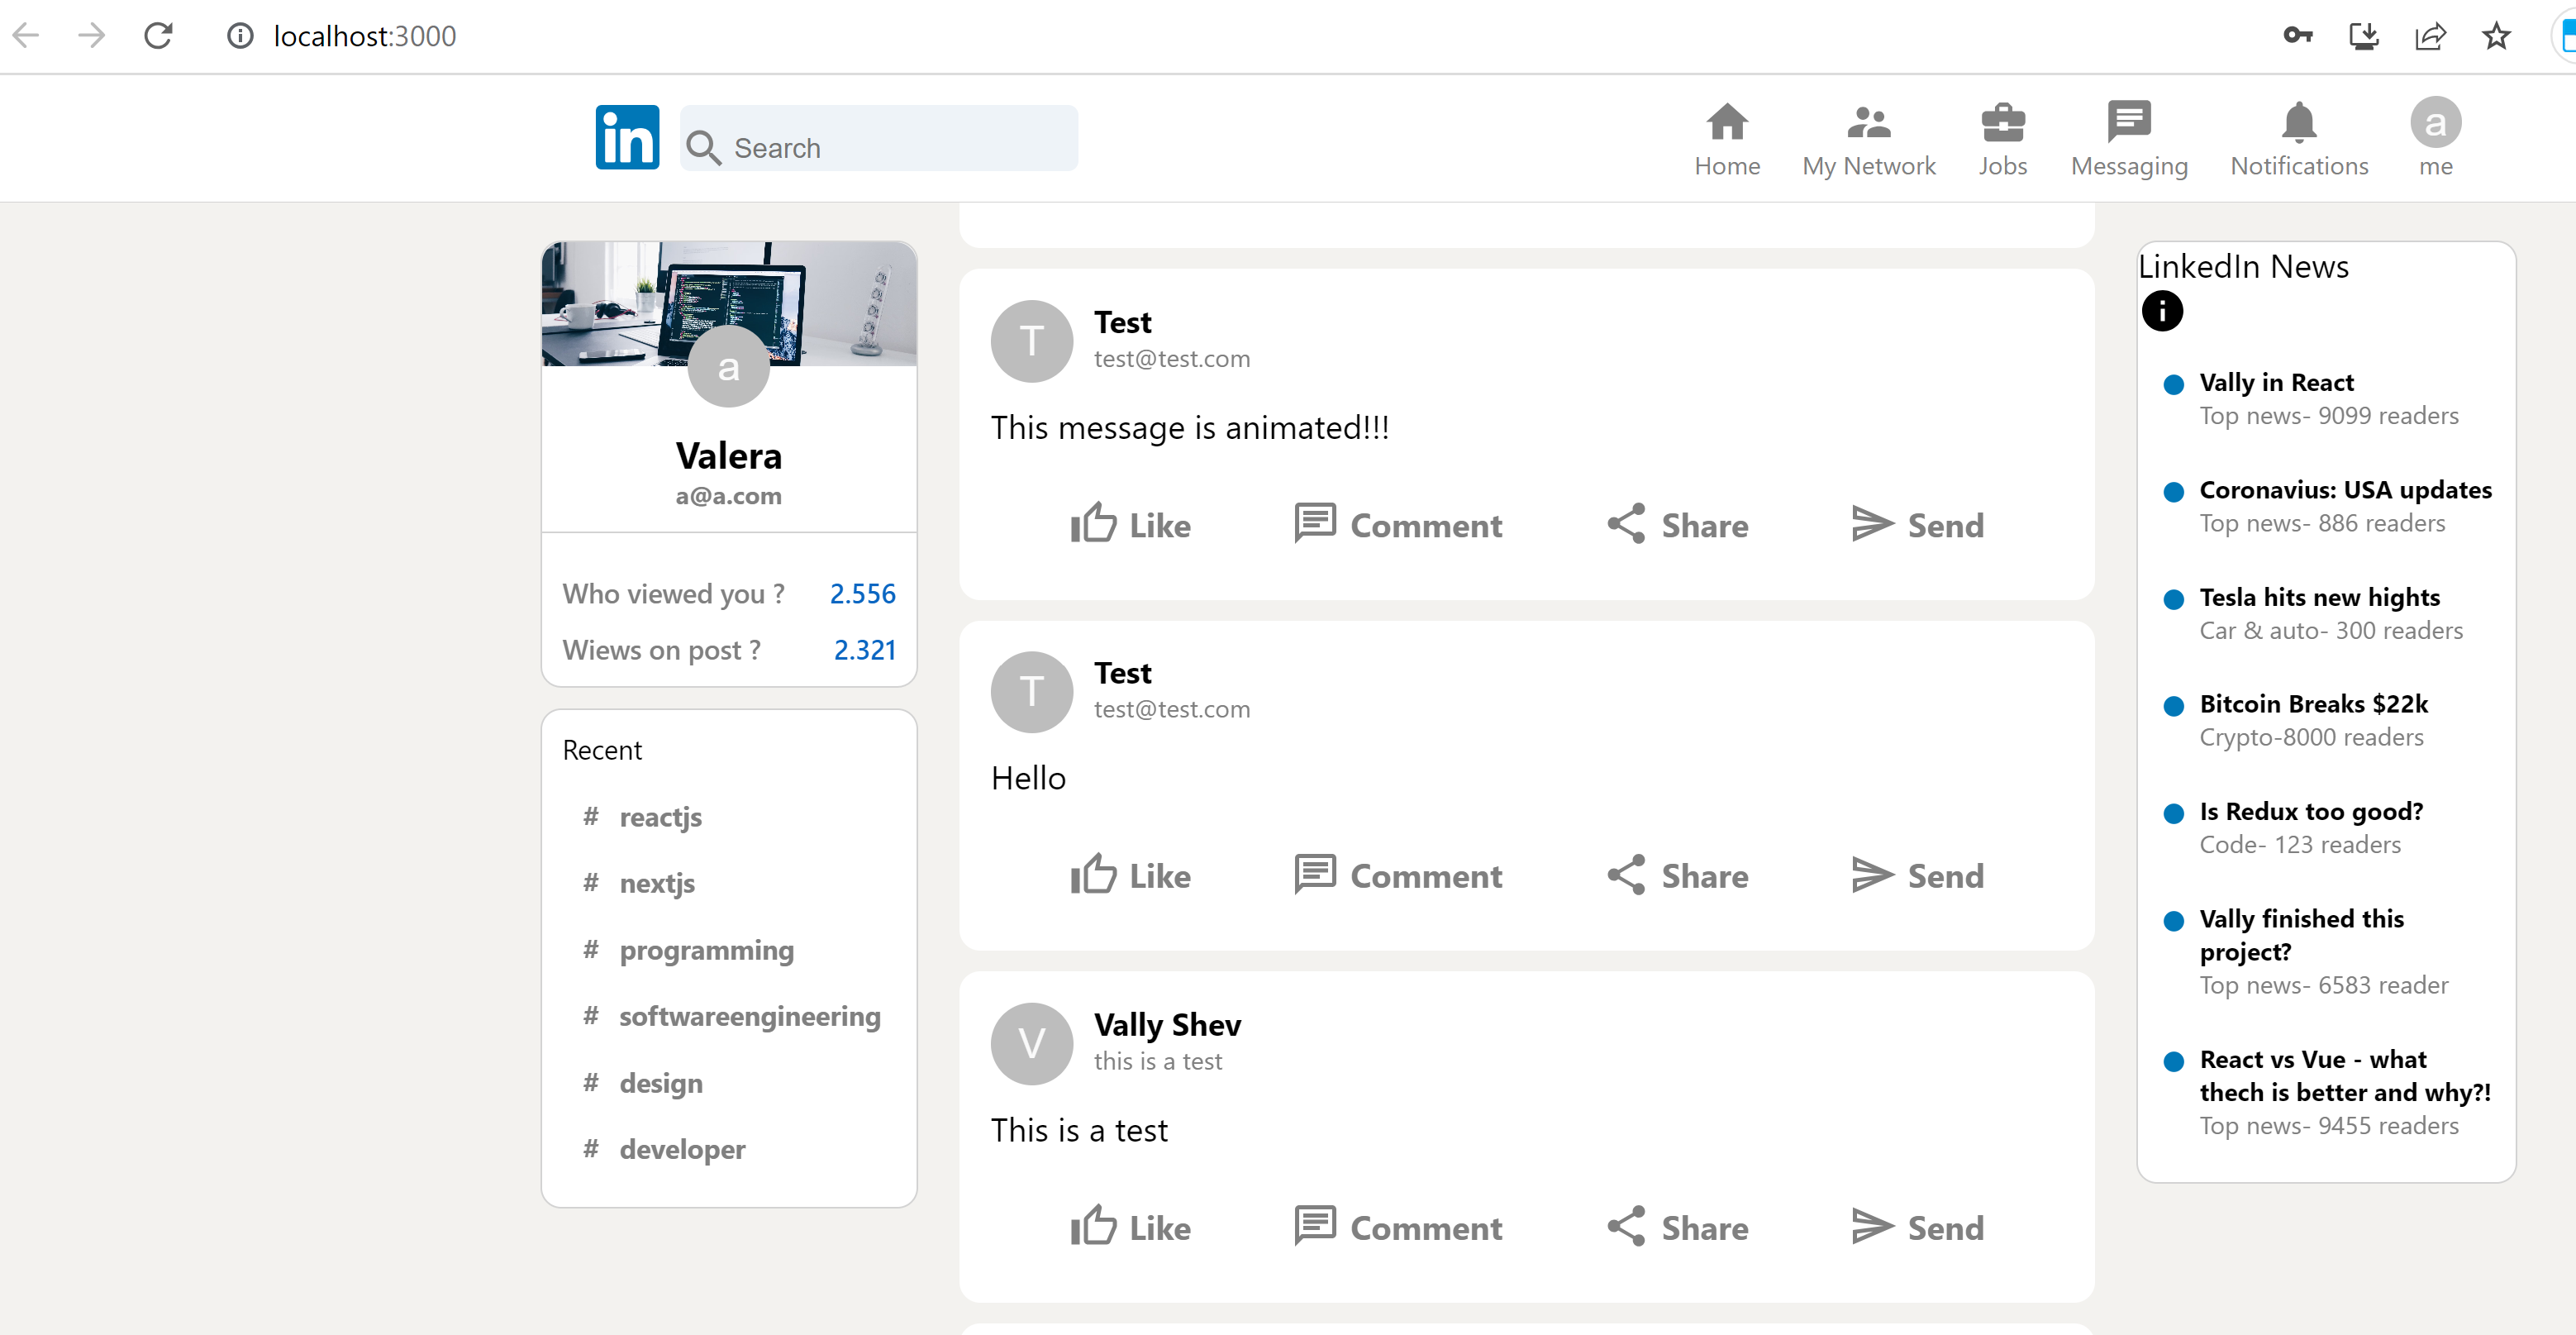 localhost:3000
in
Search
Home
My Network
Jobs
Messaging
Notifications
a
me
a
Valera
a@a.com
Who viewed you ? 2.556
Wiews on post ? 2.321
Recent
# reactjs
# nextjs
# programming
# softwareengineering
# design
# developer
T
Test
test@test.com
This message is animated!!!
Like Comment Share Send
T
Test
test@test.com
Hello
Like Comment Share Send
V
Vally Shev
this is a test
This is a test
Like Comment Share Send
LinkedIn News
Vally in React
Top news- 9099 readers
Coronavius: USA updates
Top news- 886 readers
Tesla hits new hights
Car & auto- 300 readers
Bitcoin Breaks $22k
Crypto-8000 readers
Is Redux too good?
Code- 123 readers
Vally finished this
project?
Top news- 6583 reader
React vs Vue - what
thech is better and why?!
Top news- 9455 readers